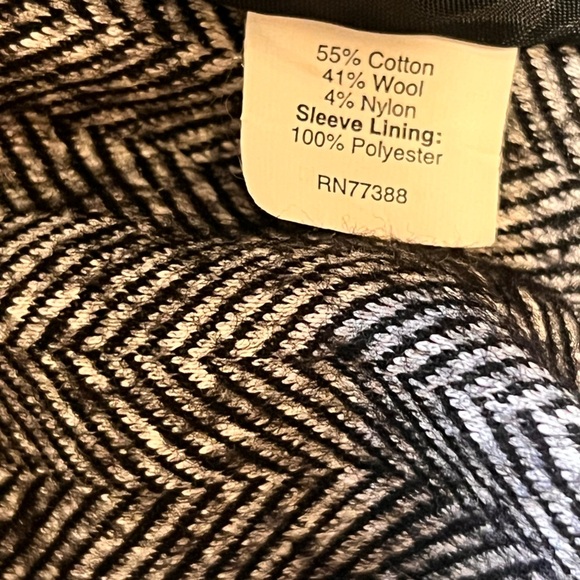 55% Cotton
41% Wool
4% Nylon
Sleeve Lining:
100% Polyester
RN77388